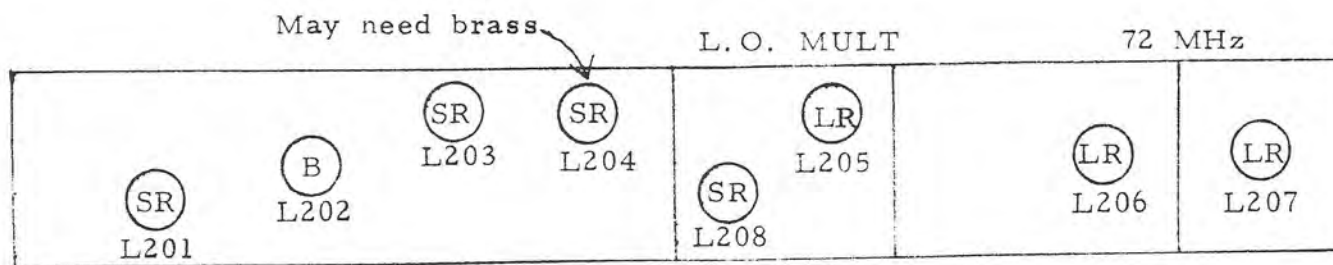 May need brass
L.O. MULT
72 MHz
SR
L201
B
L202
SR
L203
SR
L204
SR
L208
LR
L205
LR
L206
LR
L207